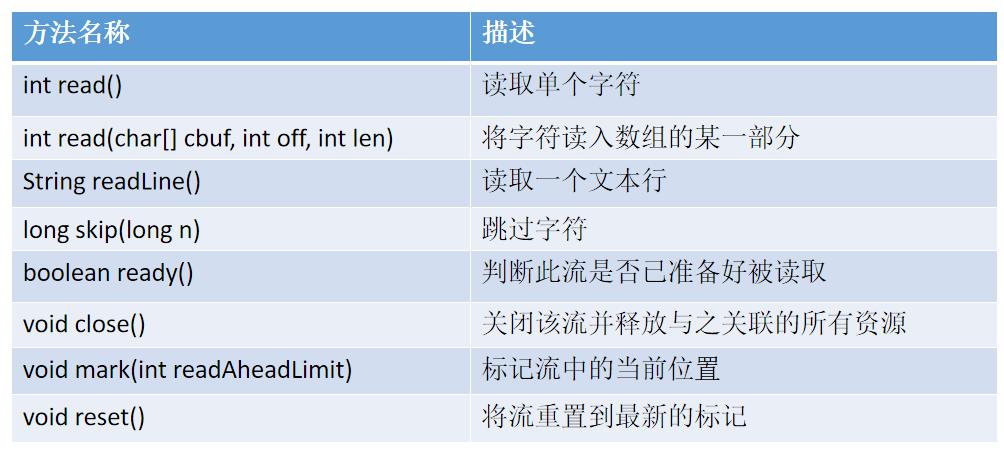 方法名称 描述
int read() 读取单个字符
int read(char[] cbuf, int off, int len) 将字符读入数组的某一部分
String readLine() 读取一个文本行
long skip(long n) 跳过字符
boolean ready() 判断此流是否已准备好被读取
void close() 关闭该流并释放与之关联的所有资源
void mark(int readAheadLimit) 标记流中的当前位置
void reset() 将流重置到最新的标记